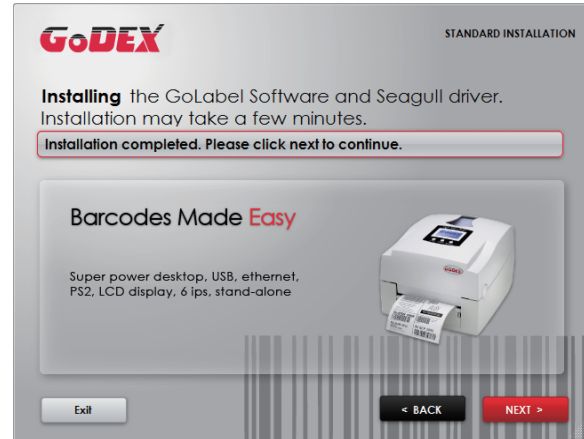 GoDEX
STANDARD INSTALLATION
Installing the GoLabel Software and Seagull driver.
Installation may take a few minutes.
Installation completed. Please click next to continue.
Barcodes Made Easy
Super power desktop, USB, ethernet,
PS2, LCD display, 6 ips, stand-alone
GODEX
Exit
< BACK
NEXT >